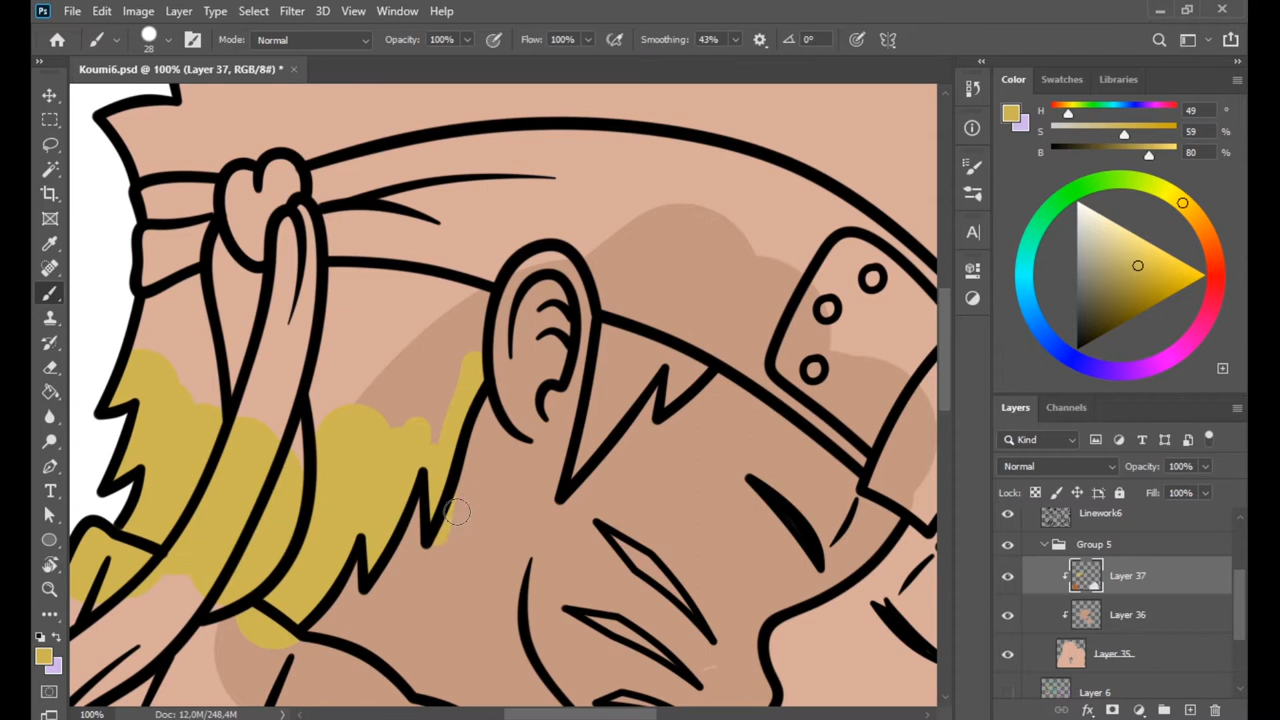 Ps File Edit Image Layer Type Select Filter 3D View Window Help
28 Mode: Normal Opacity: 100% Flow: 100% Smoothing: 43% 0°
Koumi6.psd @ 100% (Layer 37, RGB/8#) * ×
Color Swatches Libraries
H 49 °
S 59 %
B 80 %
Layers Channels
Kind
Normal Opacity: 100%
Lock: Fill: 100%
Linework6
Group 5
Layer 37
Layer 36
Layer 35
Layer 6
100% Doc: 12,0M/248,4M